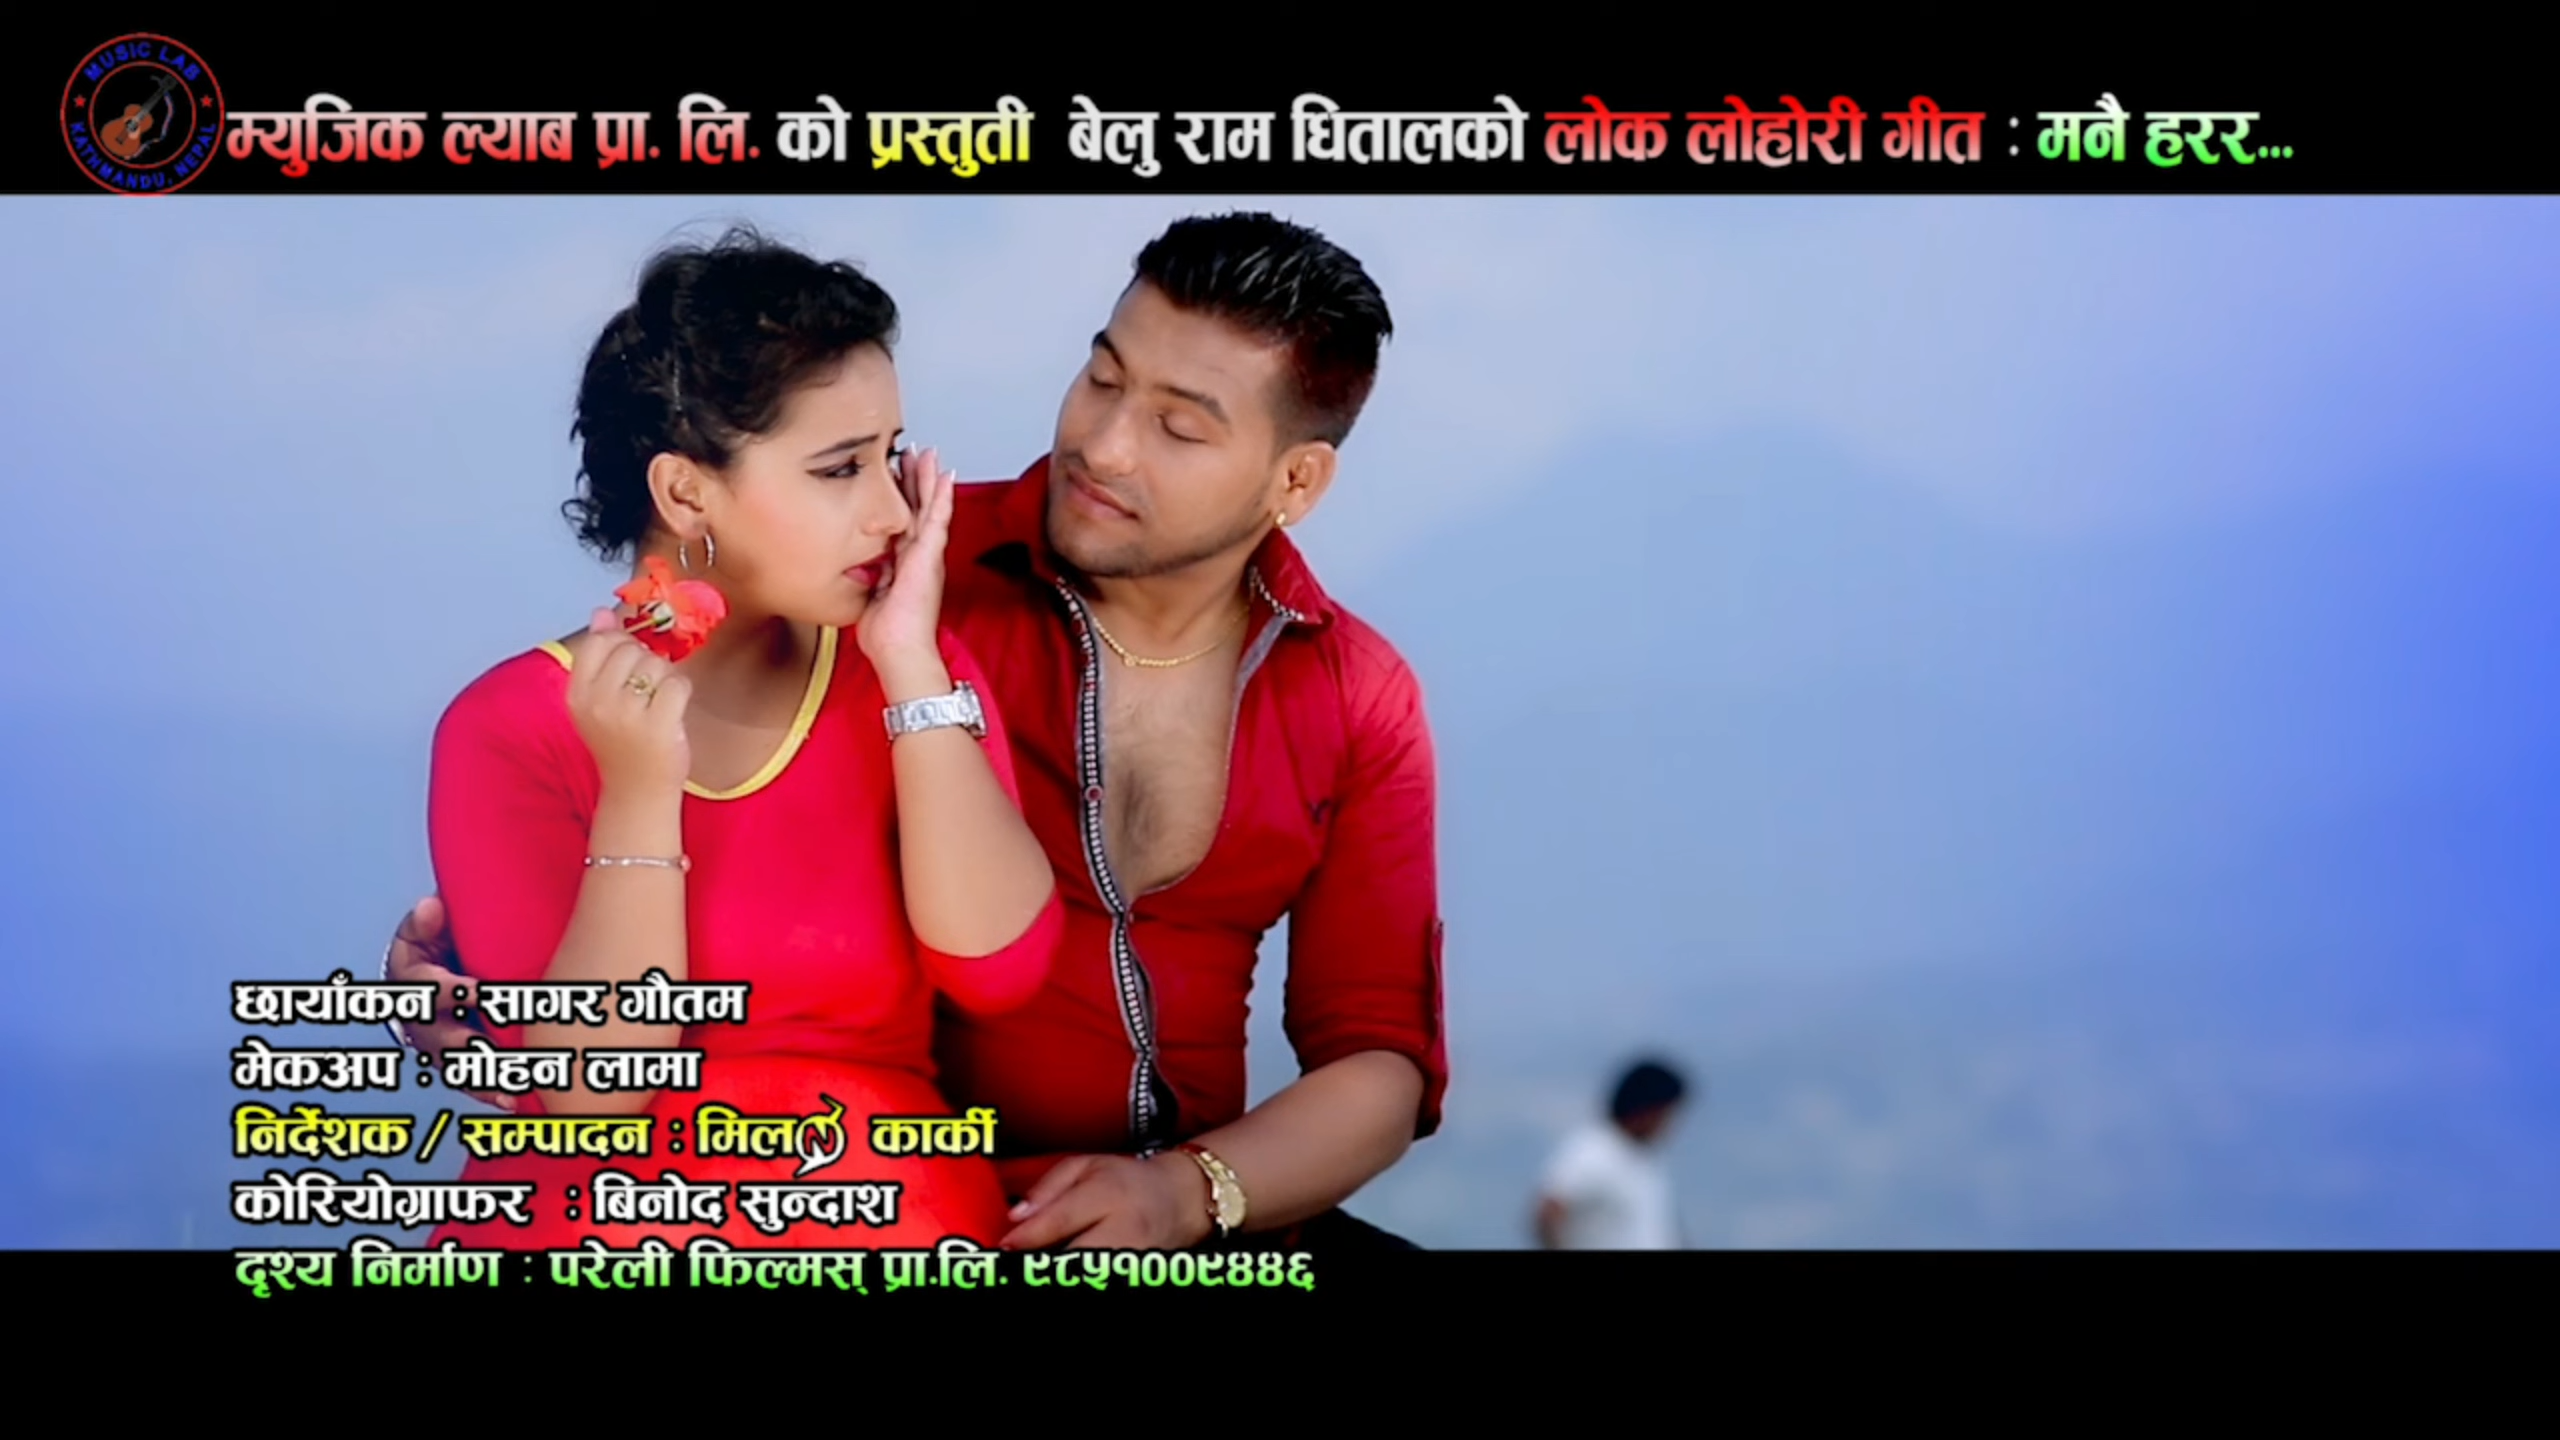 MUSIC LAB
KATHMANDU, NEPAL
म्युजिक ल्याब प्रा. लि. को प्रस्तुती बेलु राम धितालको लोक लोहोरी गीत : मनै हरर...
छायाँकन : सागर गौतम
मेकअप : मोहन लामा
निर्देशक / सम्पादन : मिलन कार्की
कोरियोग्राफर : बिनोद सुन्दाश
दृश्य निर्माण : परेली फिल्मस् प्रा.लि. ९८५१००९४४६